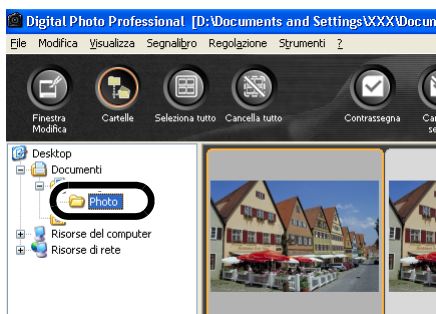 Digital Photo Professional [D:\Documents and Settings\XXX\Docum
File Modifica Visualizza Segnalibro Regolazione Strumenti ?
Finestra Modifica
Cartelle
Seleziona tutto
Cancella tutto
Contrassegna
Desktop
Documenti
Photo
Risorse del computer
Risorse di rete